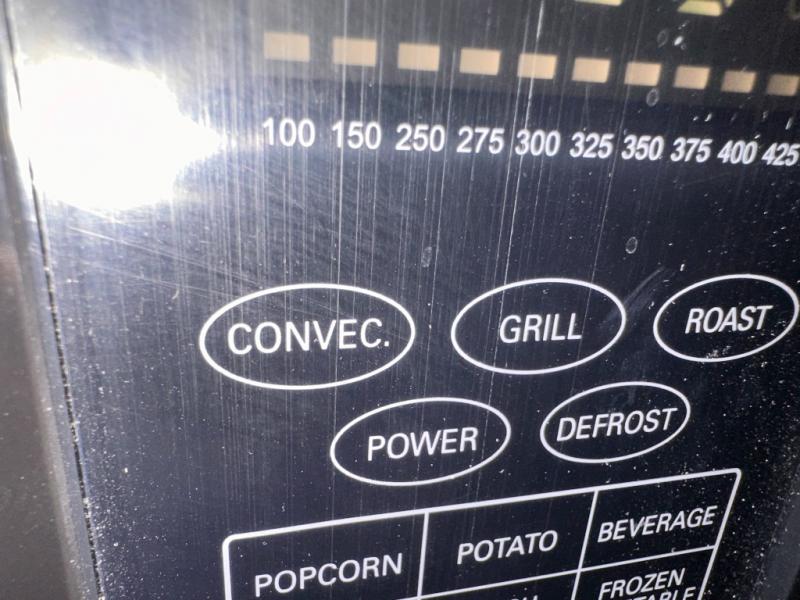 100 150 250 275 300 325 350 375 400 425
CONVEC. GRILL ROAST
POWER DEFROST
POPCORN POTATO BEVERAGE
FROZEN